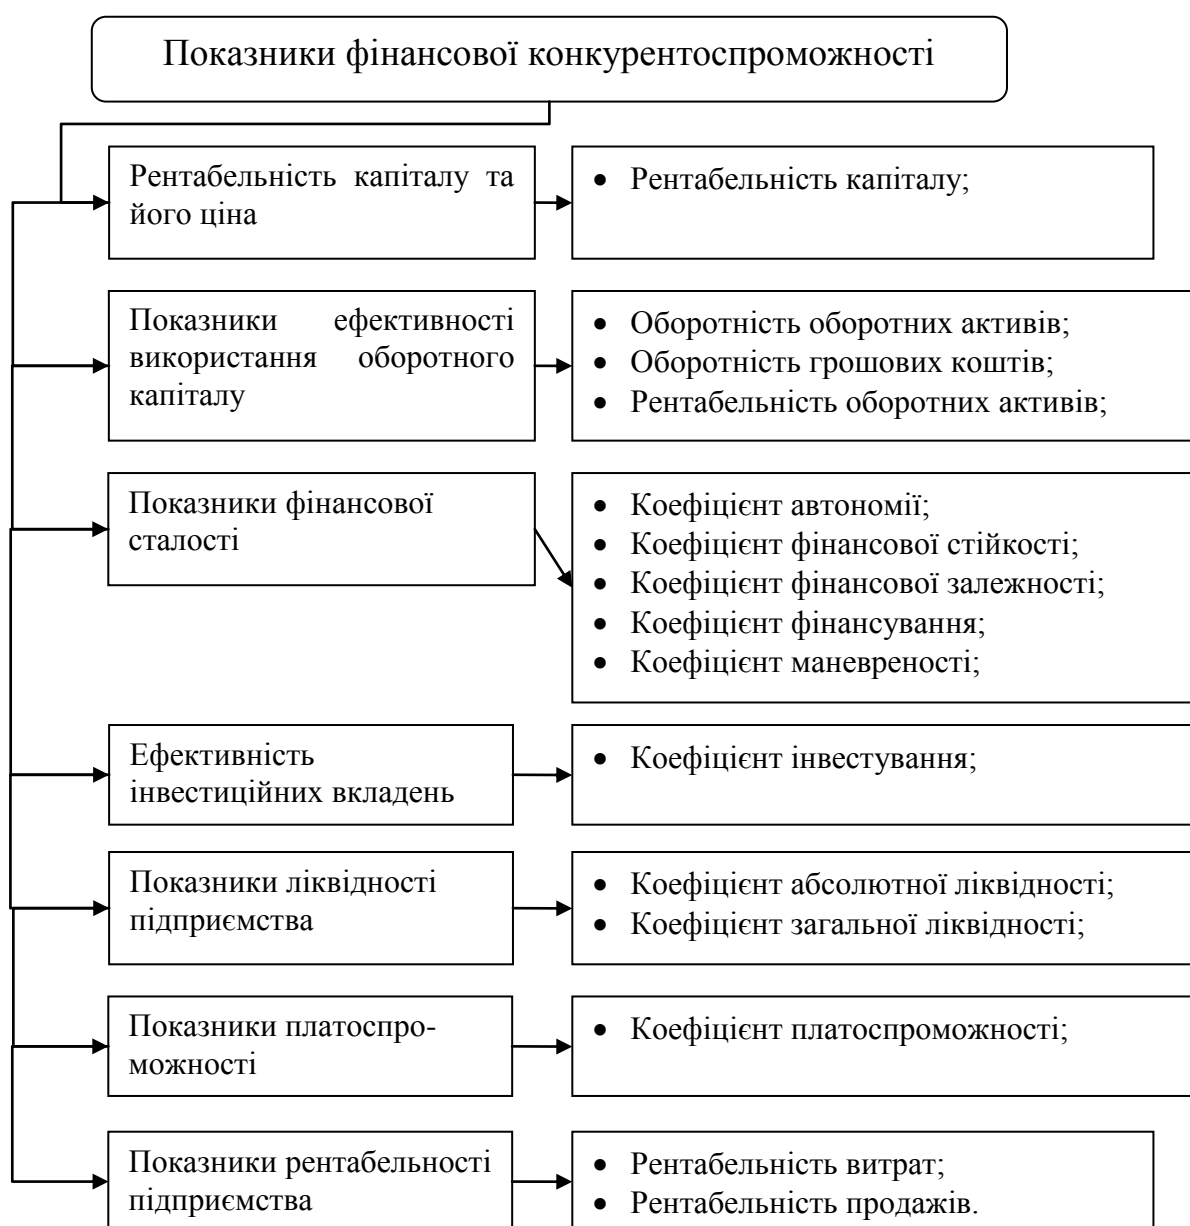 Показники фінансової конкурентоспроможності
Рентабельність капіталу та
його ціна
• Рентабельність капіталу;
Показники ефективності
використання оборотного
капіталу
• Оборотність оборотних активів;
• Оборотність грошових коштів;
• Рентабельність оборотних активів;
Показники фінансової
сталості
• Коефіцієнт автономії;
• Коефіцієнт фінансової стійкості;
• Коефіцієнт фінансової залежності;
• Коефіцієнт фінансування;
• Коефіцієнт маневреності;
Ефективність
інвестиційних вкладень
• Коефіцієнт інвестування;
Показники ліквідності
підприємства
• Коефіцієнт абсолютної ліквідності;
• Коефіцієнт загальної ліквідності;
Показники платоспро-
можності
• Коефіцієнт платоспроможності;
Показники рентабельності
підприємства
• Рентабельність витрат;
• Рентабельність продажів.